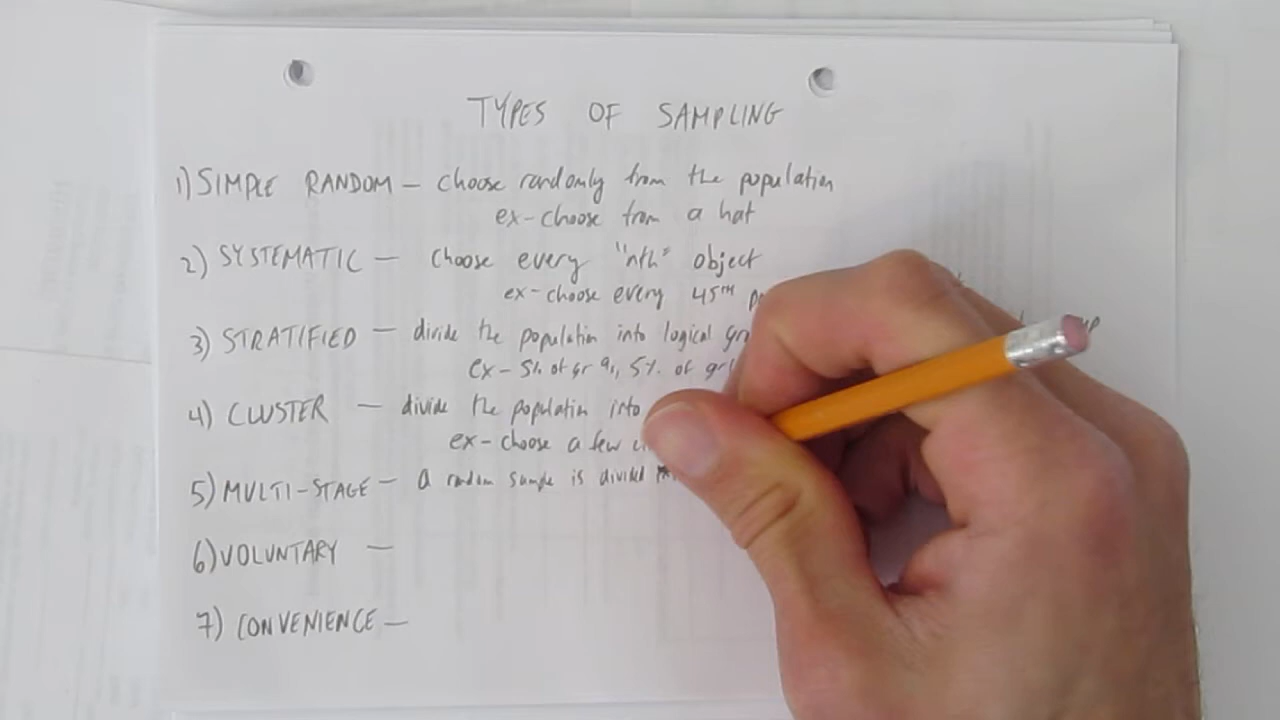 TYPES OF SAMPLING
1) SIMPLE RANDOM - choose randomly from the population
ex-choose from a hat
2) SYSTEMATIC - choose every "nth" object
ex-choose every 45TH
3) STRATIFIED - divide the population into logical
ex - 5% of gr 9s, 5% of
4) CLUSTER - divide the population into
ex - choose a few
5) MULTI-STAGE - a random sample is divided
6) VOLUNTARY -
7) CONVENIENCE -